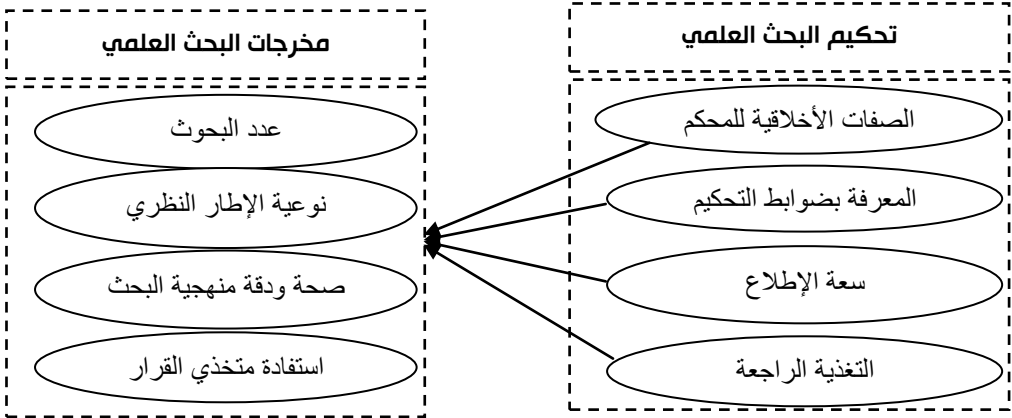 تحكيم البحث العلمي
الصفات الأخلاقية للمحكم
المعرفة بضوابط التحكيم
سعة الإطلاع
التغذية الراجعة
مخرجات البحث العلمي
عدد البحوث
نوعية الإطار النظري
صحة ودقة منهجية البحث
استفادة متخذي القرار